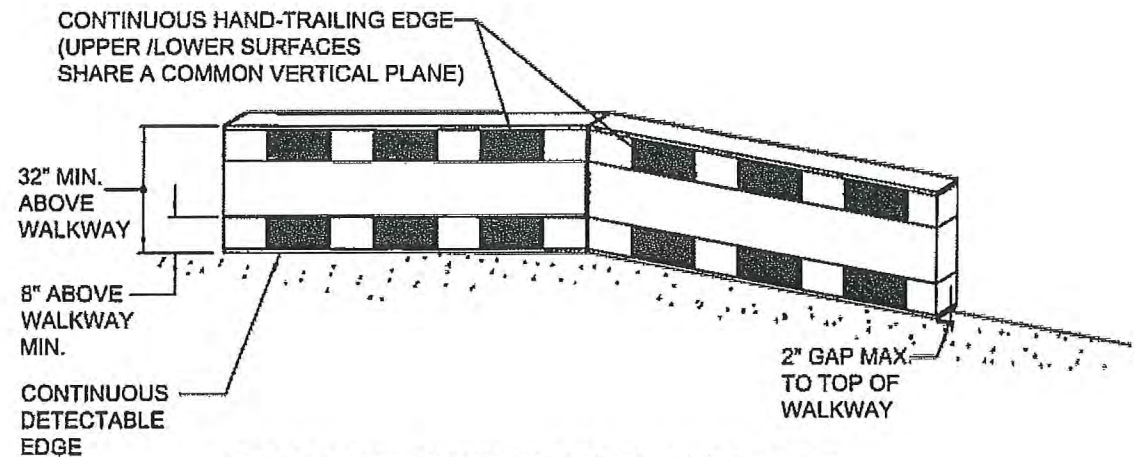 CONTINUOUS HAND-TRAILING EDGE
(UPPER /LOWER SURFACES
SHARE A COMMON VERTICAL PLANE)
32" MIN.
ABOVE
WALKWAY
8" ABOVE
WALKWAY
MIN.
CONTINUOUS
DETECTABLE
EDGE
2" GAP MAX.
TO TOP OF
WALKWAY